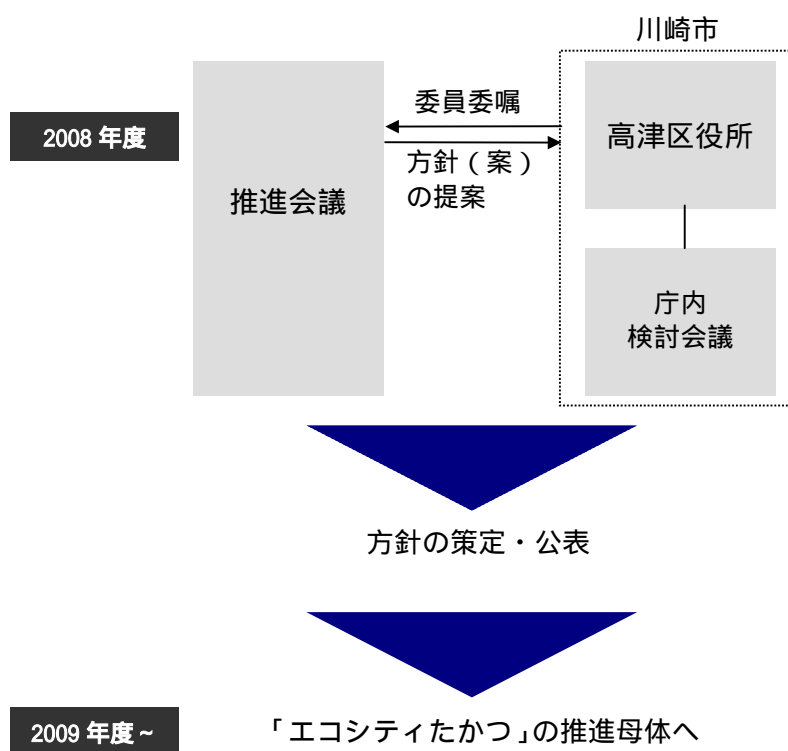 川崎市
2008 年度
推進会議
委員委嘱
方針（案）
の提案
高津区役所
庁内
検討会議
方針の策定・公表
2009 年度~
「エコシティたかつ」の推進母体へ